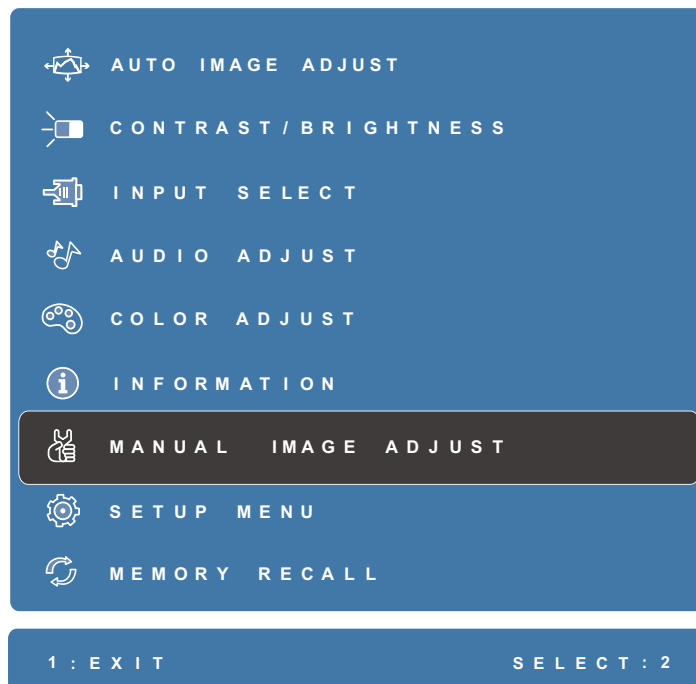 AUTO IMAGE ADJUST
CONTRAST/BRIGHTNESS
INPUT SELECT
AUDIO ADJUST
COLOR ADJUST
INFORMATION
MANUAL IMAGE ADJUST
SETUP MENU
MEMORY RECALL
1:EXIT SELECT:2